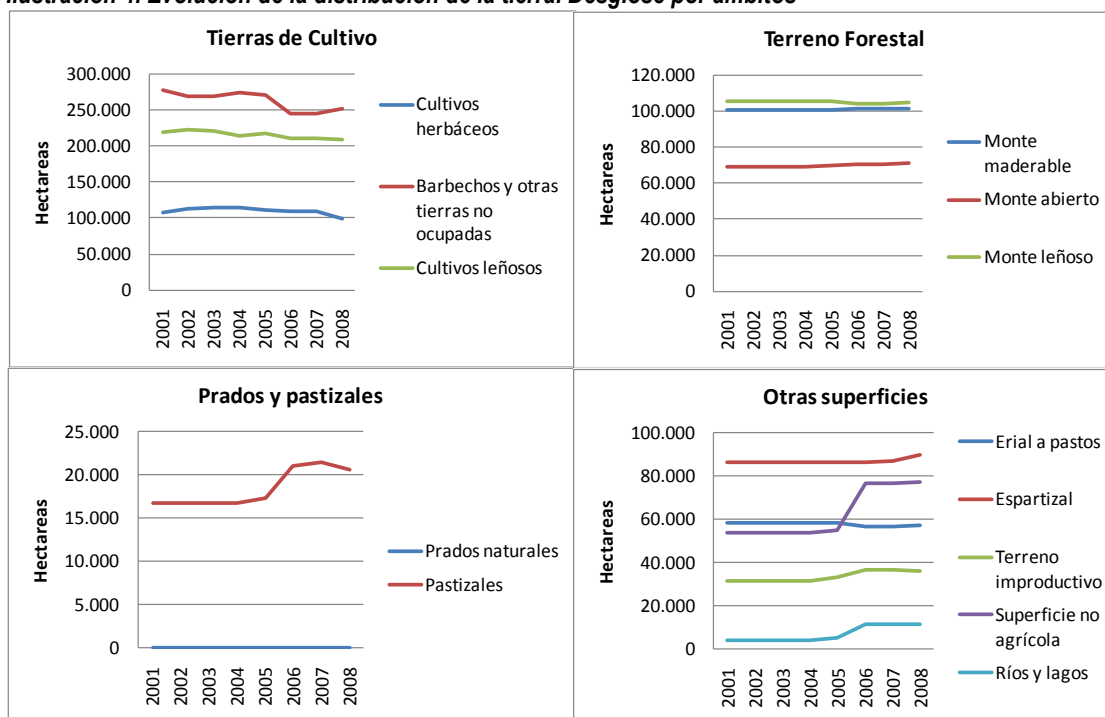 Ilustración 1. Evolución de la distribución de la tierra. Desglose por ámbitos
Tierras de Cultivo
300.000
250.000
200.000
150.000
100.000
50.000
0
Hectareas
2001
2002
2003
2004
2005
2006
2007
2008
Cultivos
herbáceos
Barbechos y otras
tierras no
ocupadas
Cultivos leñosos
Terreno Forestal
120.000
100.000
80.000
60.000
40.000
20.000
0
Hectareas
2001
2002
2003
2004
2005
2006
2007
2008
Monte
maderable
Monte abierto
Monte leñoso
Prados y pastizales
25.000
20.000
15.000
10.000
5.000
0
Hectareas
2001
2002
2003
2004
2005
2006
2007
2008
Prados naturales
Pastizales
Otras superficies
100.000
80.000
60.000
40.000
20.000
0
Hectareas
2001
2002
2003
2004
2005
2006
2007
2008
Erial a pastos
Espartizal
Terreno
improductivo
Superficie no
agrícola
Ríos y lagos